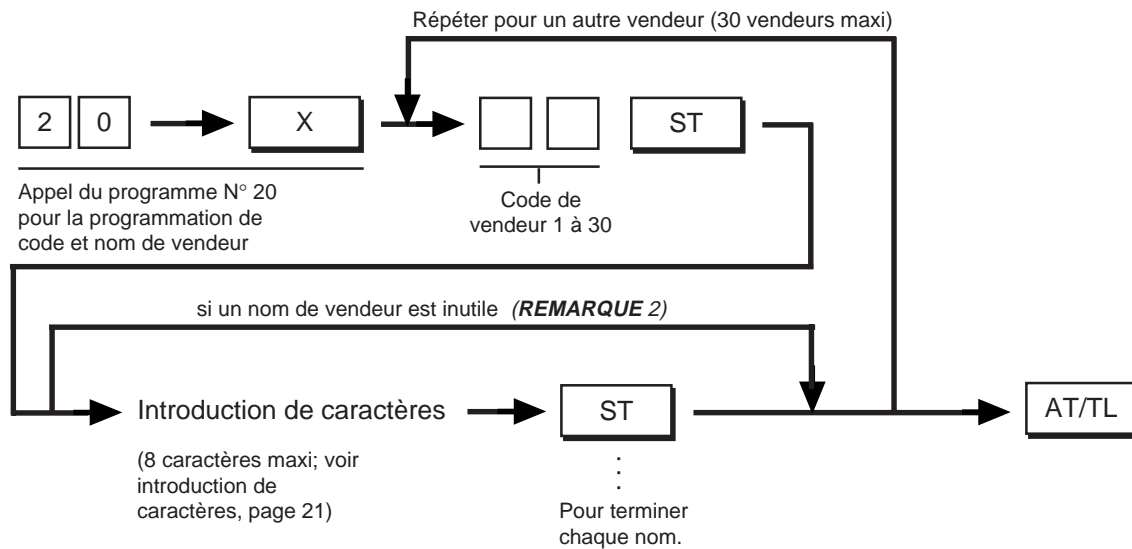 Répéter pour un autre vendeur (30 vendeurs maxi)
2 0 X ST
Appel du programme N° 20
pour la programmation de
code et nom de vendeur
Code de
vendeur 1 à 30
si un nom de vendeur est inutile (REMARQUE 2)
Introduction de caractères ST AT/TL
(8 caractères maxi; voir
introduction de
caractères, page 21)
Pour terminer
chaque nom.